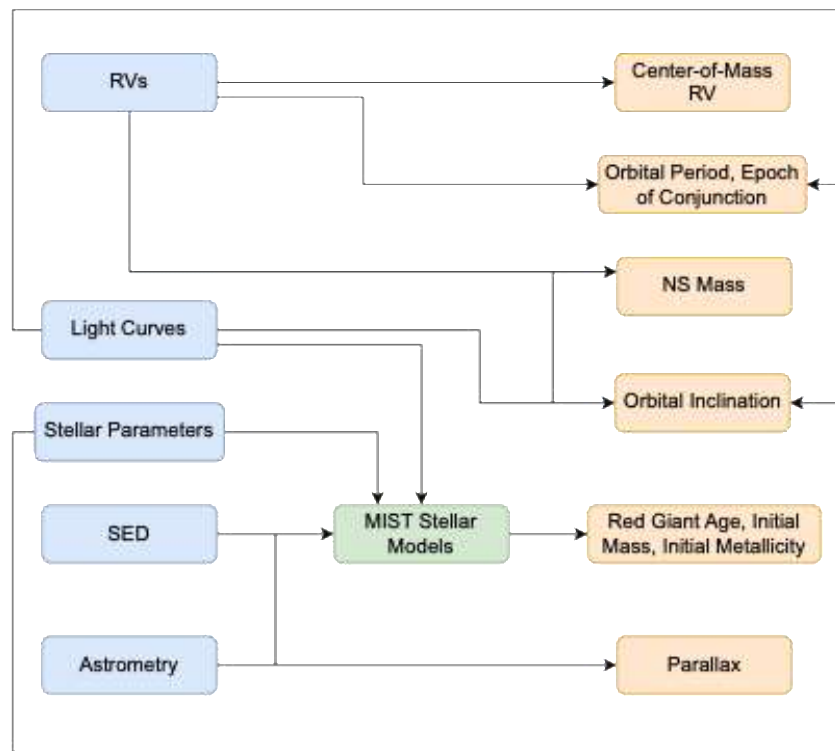 RVs
Center-of-Mass
RV
Orbital Period, Epoch
of Conjunction
NS Mass
Light Curves
Orbital Inclination
Stellar Parameters
SED
MIST Stellar
Models
Red Giant Age, Initial
Mass, Initial Metallicity
Astrometry
Parallax